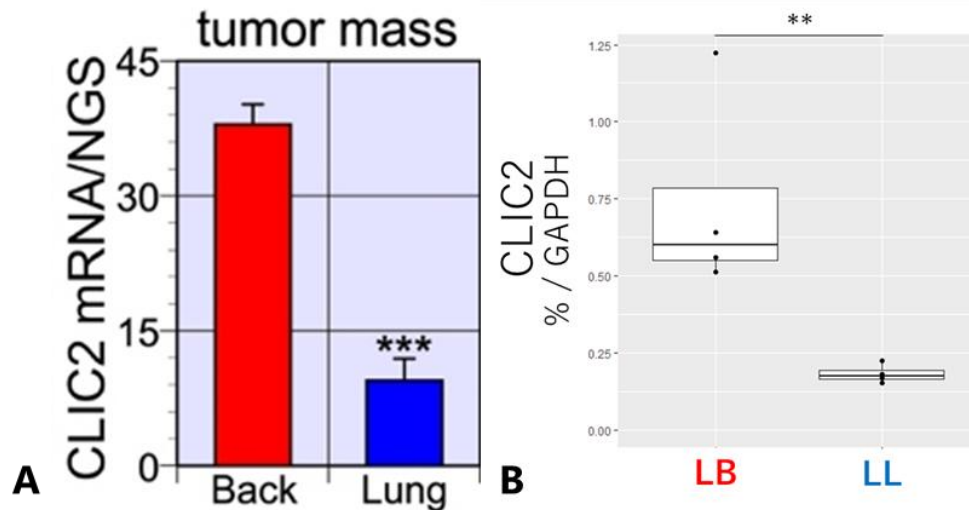 tumor mass
CLIC2 mRNA/NGS
45
30
15
0
***
Back Lung
A
**
CLIC2
% / GAPDH
1.25
1.00
0.75
0.50
0.25
0.00
LB LL
B